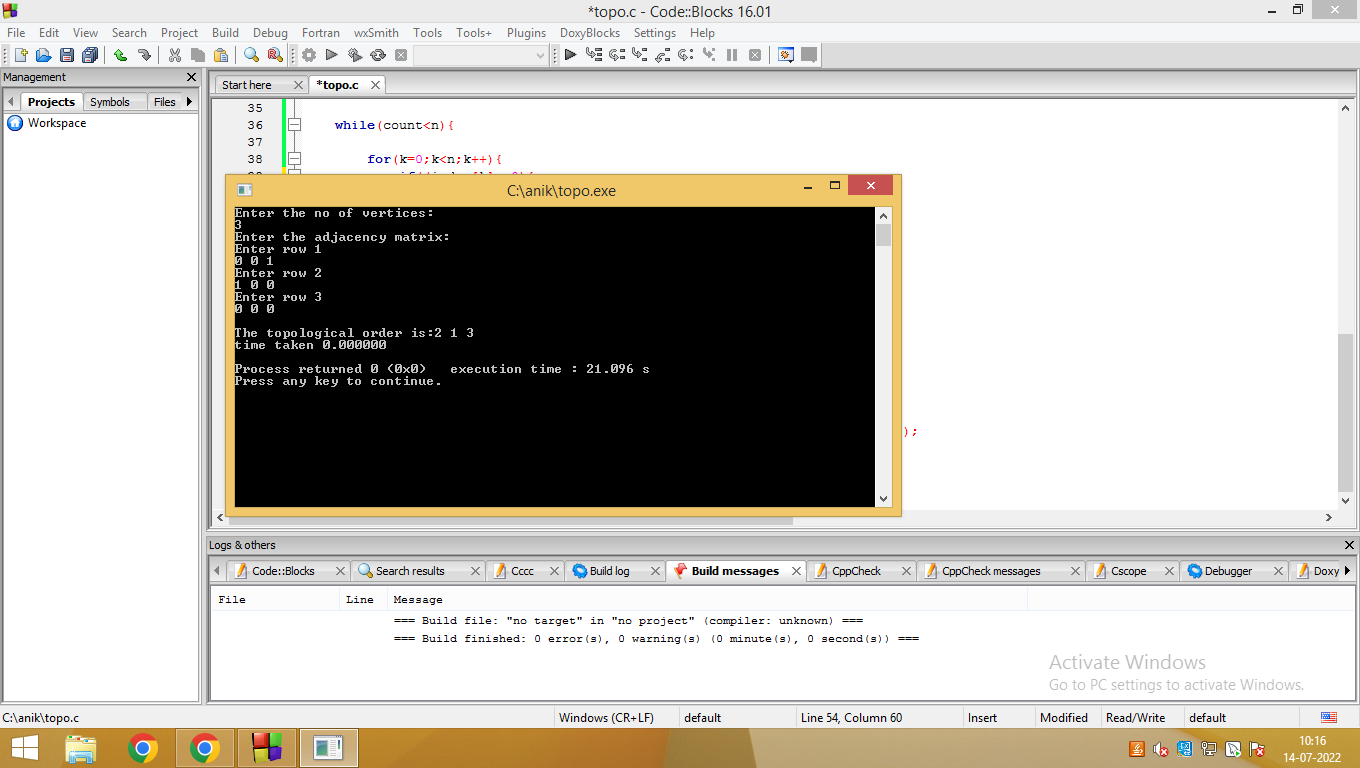 *topo.c - Code::Blocks 16.01
File Edit View Search Project Build Debug Fortran wxSmith Tools Tools+ Plugins DoxyBlocks Settings Help
Management
Projects Symbols Files
Workspace
Start here *topo.c
35
36 while(count<n){
37
38 for(k=0;k<n;k++){
C:\anik\topo.exe
Enter the no of vertices:
3
Enter the adjacency matrix:
Enter row 1
0 0 1
Enter row 2
1 0 0
Enter row 3
0 0 0
The topological order is:2 1 3
time taken 0.000000
Process returned 0 (0x0) execution time : 21.096 s
Press any key to continue.
);
Logs & others
Code::Blocks Search results Cccc Build log Build messages CppCheck CppCheck messages Cscope Debugger Doxy
File Line Message
=== Build file: "no target" in "no project" (compiler: unknown) ===
=== Build finished: 0 error(s), 0 warning(s) (0 minute(s), 0 second(s)) ===
Activate Windows
Go to PC settings to activate Windows.
C:\anik\topo.c Windows (CR+LF) default Line 54, Column 60 Insert Modified Read/Write default
10:16
14-07-2022